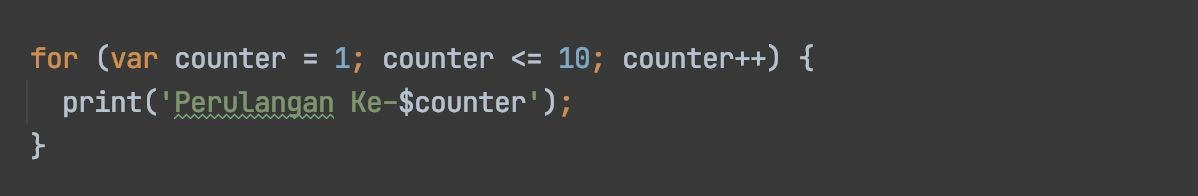 for (var counter = 1; counter <= 10; counter++) {
  print('Perulangan Ke-$counter');
}